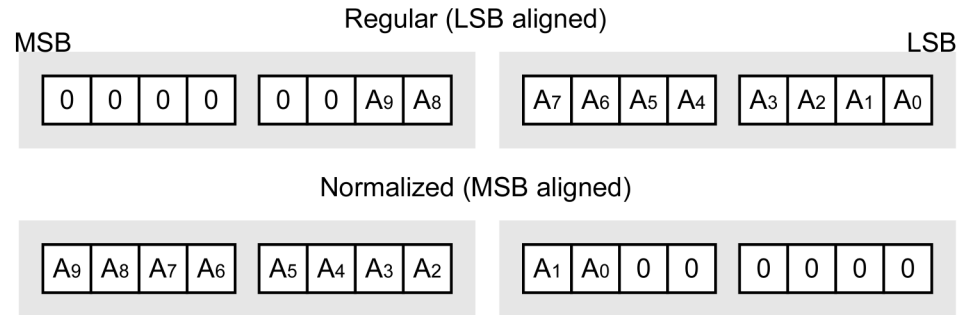 Regular (LSB aligned)
MSB LSB
0 0 0 0 0 0 A9 A8 A7 A6 A5 A4 A3 A2 A1 A0
Normalized (MSB aligned)
A9 A8 A7 A6 A5 A4 A3 A2 A1 A0 0 0 0 0 0 0